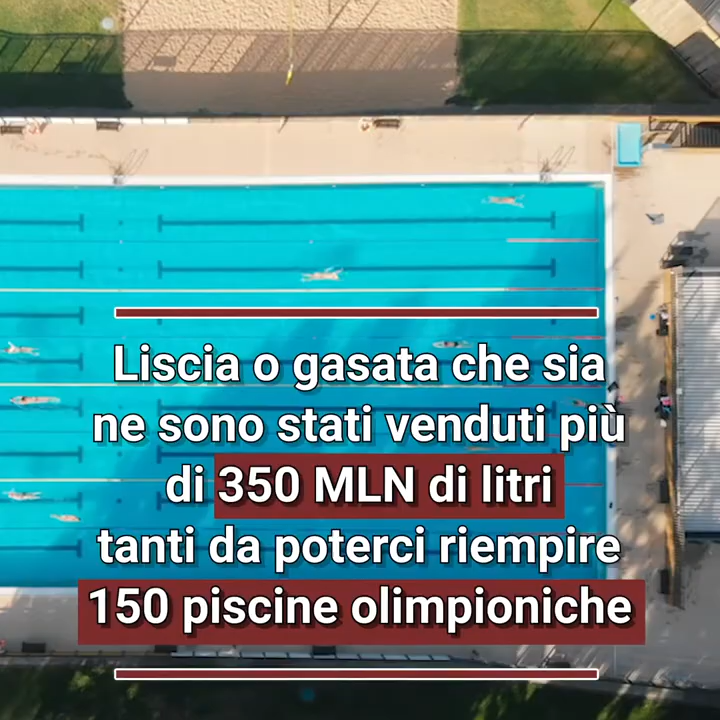 Liscia o gasata che sia
ne sono stati venduti più
di 350 MLN di litri
tanti da poterci riempire
150 piscine olimpioniche